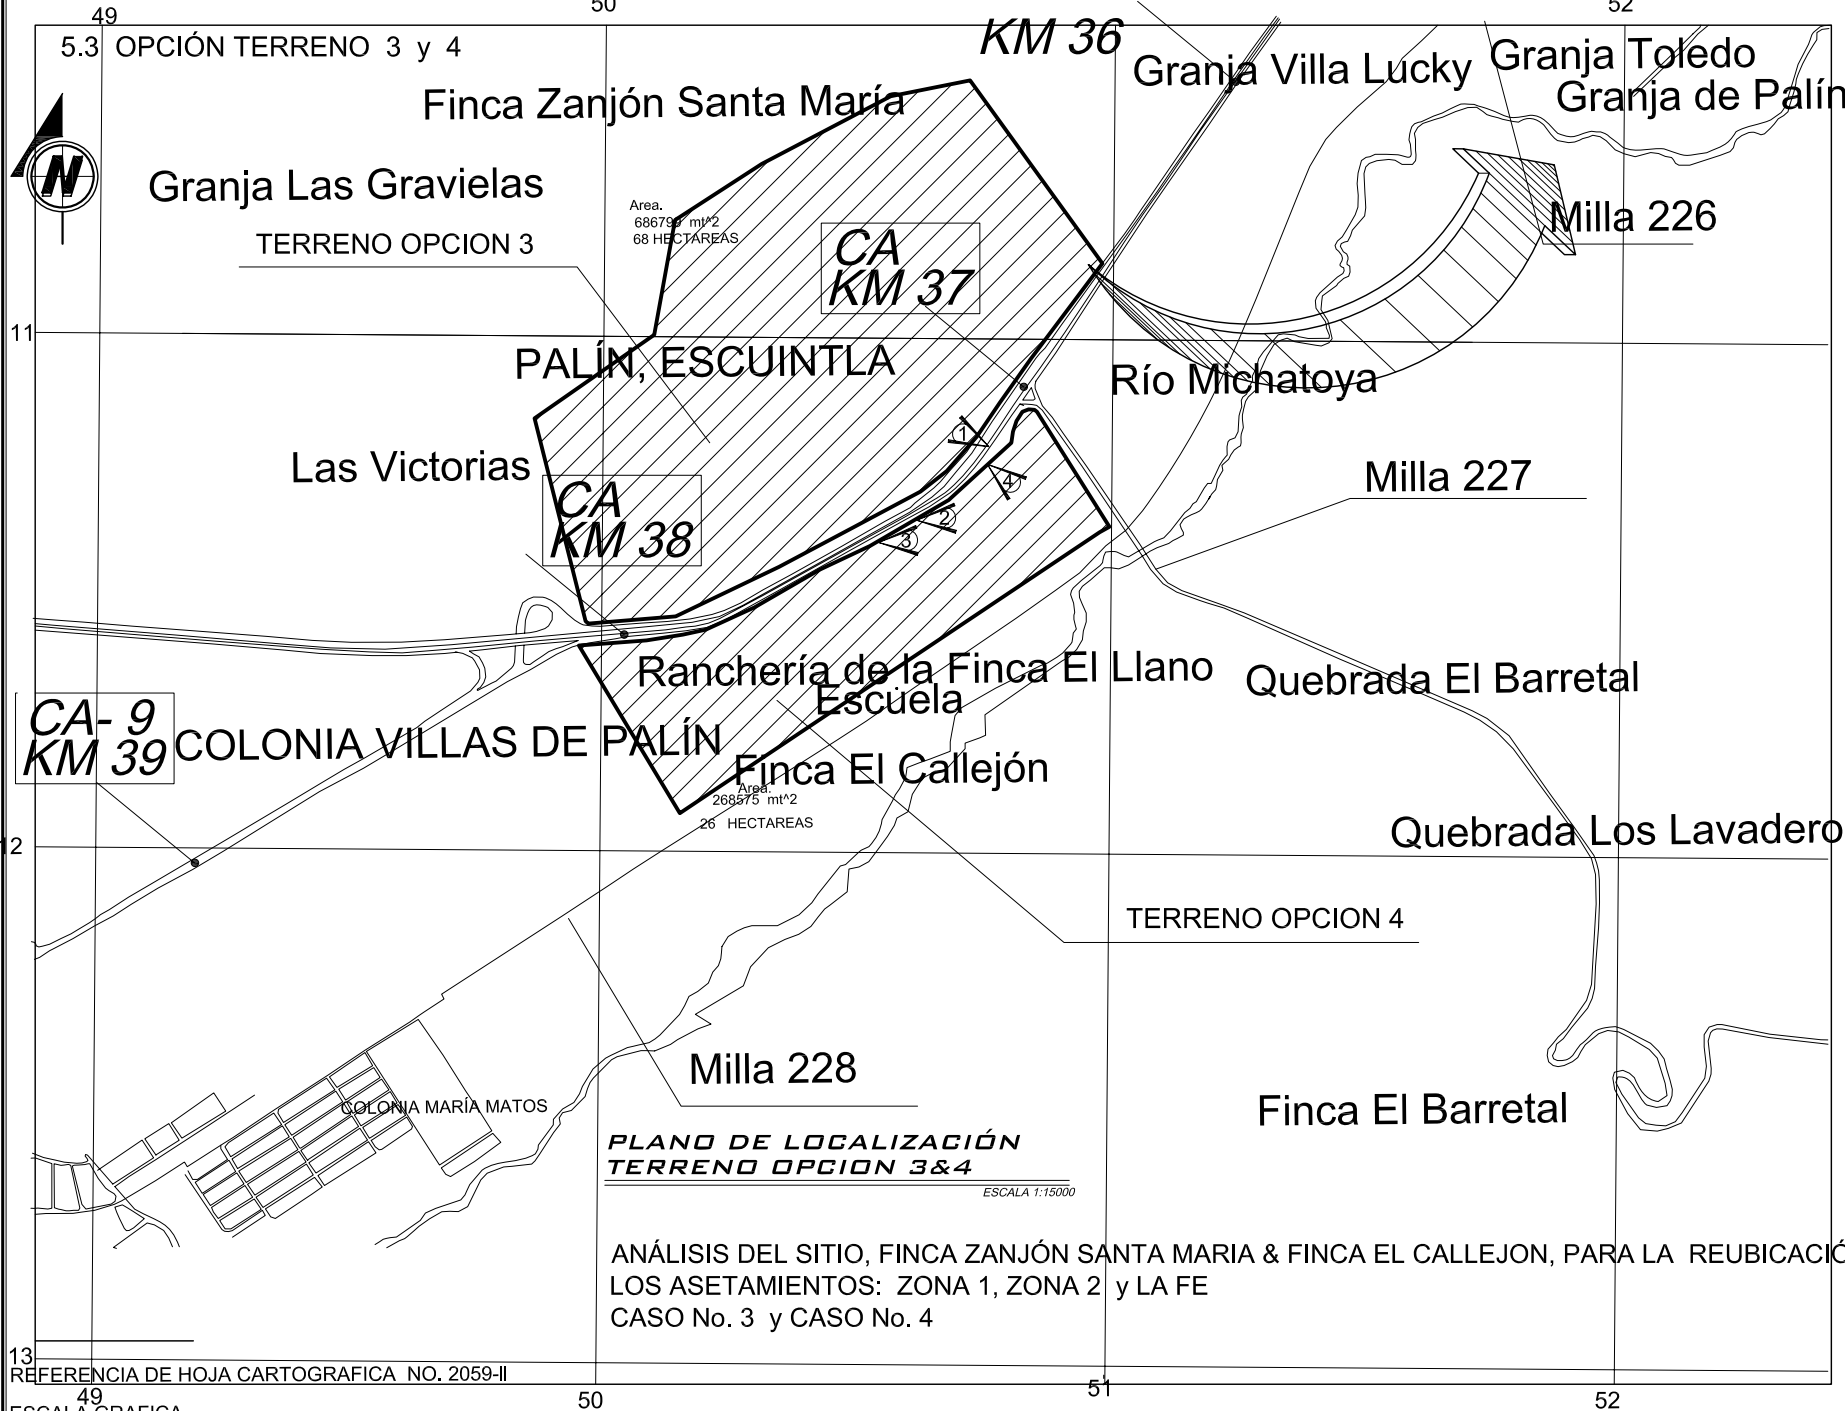 49
50
52
5.3 OPCIÓN TERRENO 3 y 4
KM 36
Granja Villa Lucky
Granja Toledo
Granja de Palín
Finca Zanjón Santa María
N
Granja Las Gravielas
Area.
mt^2
68 HECTAREAS
TERRENO OPCION 3
CA
KM 37
Milla 226
11
PALÍN, ESCUINTLA
Río Michatoya
1
Las Victorias
CA
KM 38
4
2
3
Milla 227
Ranchería de la Finca El Llano
Escuela
Quebrada El Barretal
CA- 9
KM 39
COLONIA VILLAS DE PALÍN
Finca El Callejón
Area.
268575 mt^2
26 HECTAREAS
Quebrada Los Lavadero
12
TERRENO OPCION 4
Milla 228
COLONIA MARÍA MATOS
Finca El Barretal
PLANO DE LOCALIZACIÓN
TERRENO OPCION 3&4
ESCALA 1:15000
ANÁLISIS DEL SITIO, FINCA ZANJÓN SANTA MARIA & FINCA EL CALLEJON, PARA LA REUBICACIÓ
LOS ASETAMIENTOS: ZONA 1, ZONA 2 y LA FE
CASO No. 3 y CASO No. 4
13
REFERENCIA DE HOJA CARTOGRAFICA NO. 2059-II
49
50
51
52
ESCALA GRAFICA